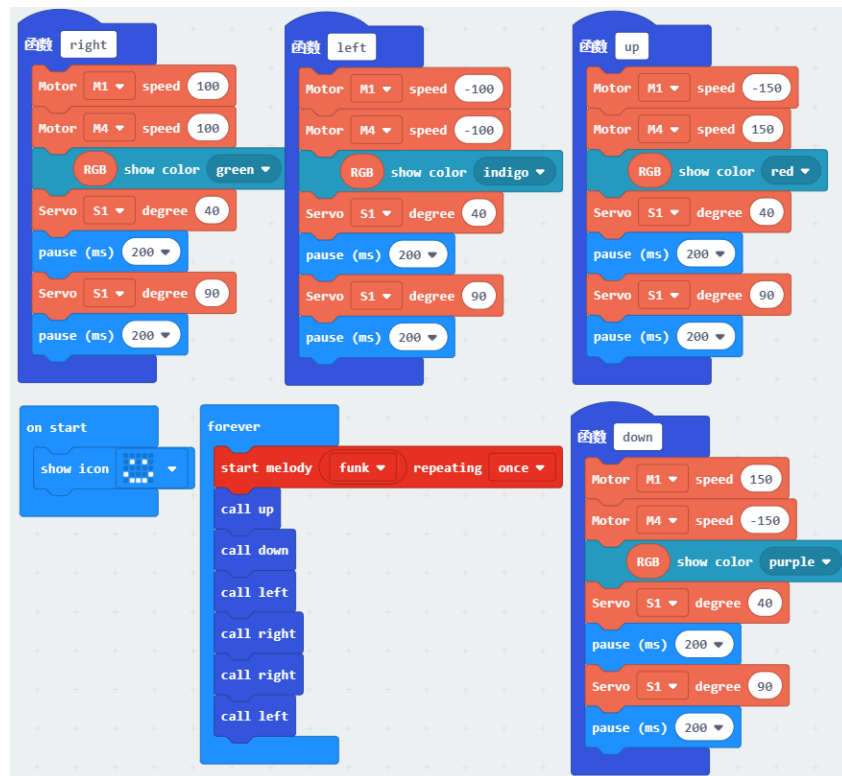 函数 right
Motor M1 speed 100
Motor M4 speed 100
RGB show color green
Servo S1 degree 40
pause (ms) 200
Servo S1 degree 90
pause (ms) 200
函数 left
Motor M1 speed -100
Motor M4 speed -100
RGB show color indigo
Servo S1 degree 40
pause (ms) 200
Servo S1 degree 90
pause (ms) 200
函数 up
Motor M1 speed -150
Motor M4 speed 150
RGB show color red
Servo S1 degree 40
pause (ms) 200
Servo S1 degree 90
pause (ms) 200
on start
show icon
forever
start melody funk repeating once
call up
call down
call left
call right
call right
call left
函数 down
Motor M1 speed 150
Motor M4 speed -150
RGB show color purple
Servo S1 degree 40
pause (ms) 200
Servo S1 degree 90
pause (ms) 200